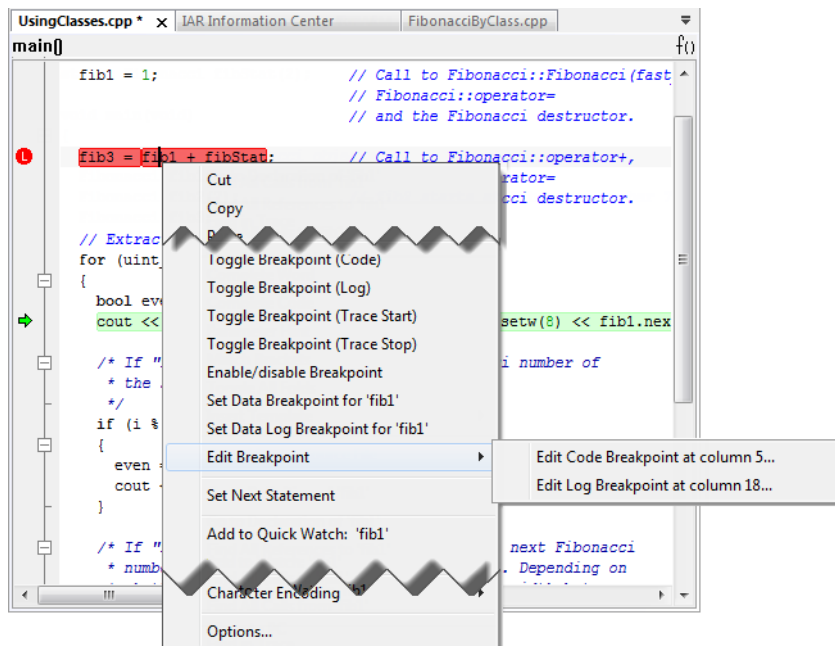 UsingClasses.cpp * x IAR Information Center FibonacciByClass.cpp
main() f()
fib1 = 1; // Call to Fibonacci::Fibonacci(fast
// Fibonacci::operator=
// and the Fibonacci destructor.
L fib3 = fib1 + fibStat; // Call to Fibonacci::operator+,
Cut rator=
Copy cci destructor.
// Extrac
for (uint_ Toggle Breakpoint (Code)
{ Toggle Breakpoint (Log)
bool eve
Toggle Breakpoint (Trace Start)
cout << setw(8) << fib1.nex
Toggle Breakpoint (Trace Stop)
/* If " i number of
Enable/disable Breakpoint
* the
Set Data Breakpoint for 'fib1'
*/
if (i % Set Data Log Breakpoint for 'fib1'
{ Edit Breakpoint Edit Code Breakpoint at column 5...
even =
cout Edit Log Breakpoint at column 18...
} Set Next Statement
Add to Quick Watch: 'fib1'
/* If " next Fibonacci
* numb . Depending on
Character Encoding
Options...